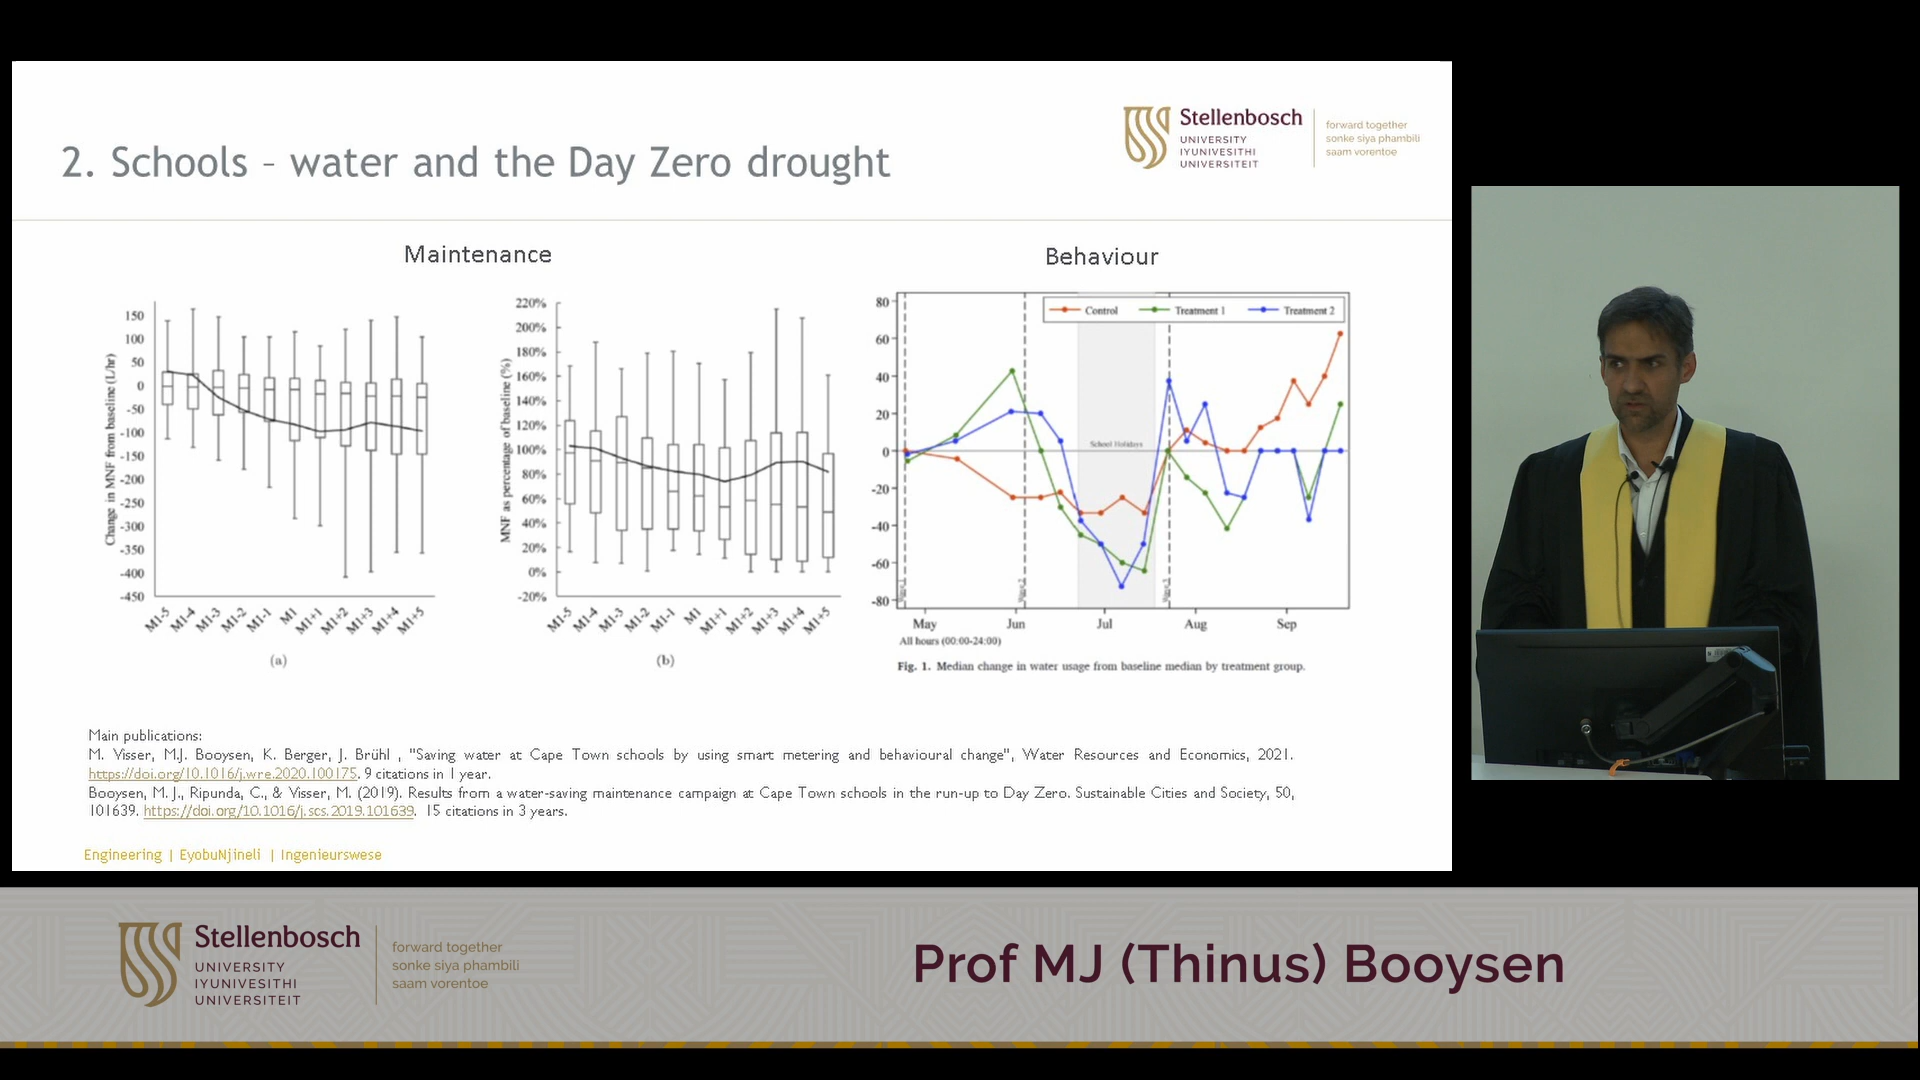 2. Schools – water and the Day Zero drought
Stellenbosch
UNIVERSITY
IYUNIVESITHI
UNIVERSITEIT
forward together
sonke siya phambili
saam vorentoe
Maintenance
Behaviour
Change in MNF from baseline (L/hr)
150
100
50
0
-50
-100
-150
-200
-250
-300
-350
-400
-450
M1-5
M1-4
M1-3
M1-2
M1-1
M1
M1+1
M1+2
M1+3
M1+4
M1+5
(a)
MNF as percentage of baseline (%)
220%
200%
180%
160%
140%
120%
100%
80%
60%
40%
20%
0%
-20%
M1-5
M1-4
M1-3
M1-2
M1-1
M1
M1+1
M1+2
M1+3
M1+4
M1+5
(b)
Control Treatment 1 Treatment 2
80
60
40
20
0
-20
-40
-60
-80
School Holidays
May Jun Jul Aug Sep
All hours (00:00-24:00)
Fig. 1. Median change in water usage from baseline median by treatment group.
Main publications:
M. Visser, M.J. Booysen, K. Berger, J. Brühl , "Saving water at Cape Town schools by using smart metering and behavioural change", Water Resources and Economics, 2021.
https://doi.org/10.1016/j.wre.2020.100175. 9 citations in 1 year.
Booysen, M. J., Ripunda, C., & Visser, M. (2019). Results from a water-saving maintenance campaign at Cape Town schools in the run-up to Day Zero. Sustainable Cities and Society, 50,
101639. https://doi.org/10.1016/j.scs.2019.101639. 15 citations in 3 years.
Engineering | EyobuNjineli | Ingenieurswese
Stellenbosch
UNIVERSITY
IYUNIVESITHI
UNIVERSITEIT
forward together
sonke siya phambili
saam vorentoe
Prof MJ (Thinus) Booysen